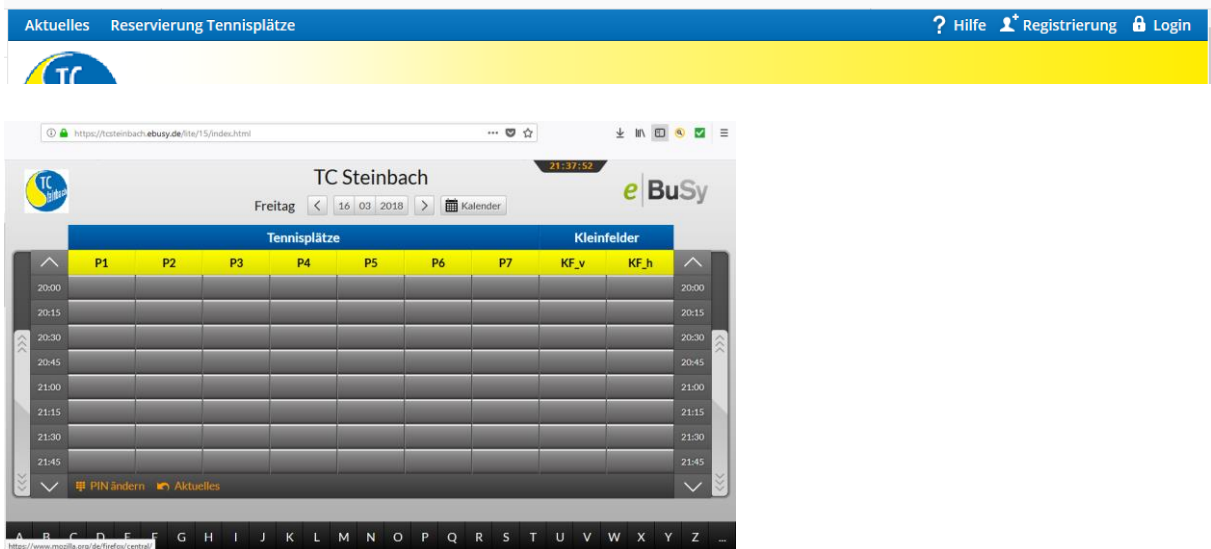 Aktuelles Reservierung Tennisplätze ? Hilfe Registrierung Login
TC
https://tcsteinbach.ebusy.de/lite/15/index.html
TC Steinbach
21:37:52
TC
Steinbach
e BuSy
Freitag < 16 03 2018 > Kalender
Tennisplätze Kleinfelder
P1 P2 P3 P4 P5 P6 P7 KF_v KF_h
20:00 20:00
20:15 20:15
20:30 20:30
20:45 20:45
21:00 21:00
21:15 21:15
21:30 21:30
21:45 21:45
PIN ändern Aktuelles
A B C D E F G H I J K L M N O P Q R S T U V W X Y Z ...
https://www.mozilla.org/de/firefox/central/